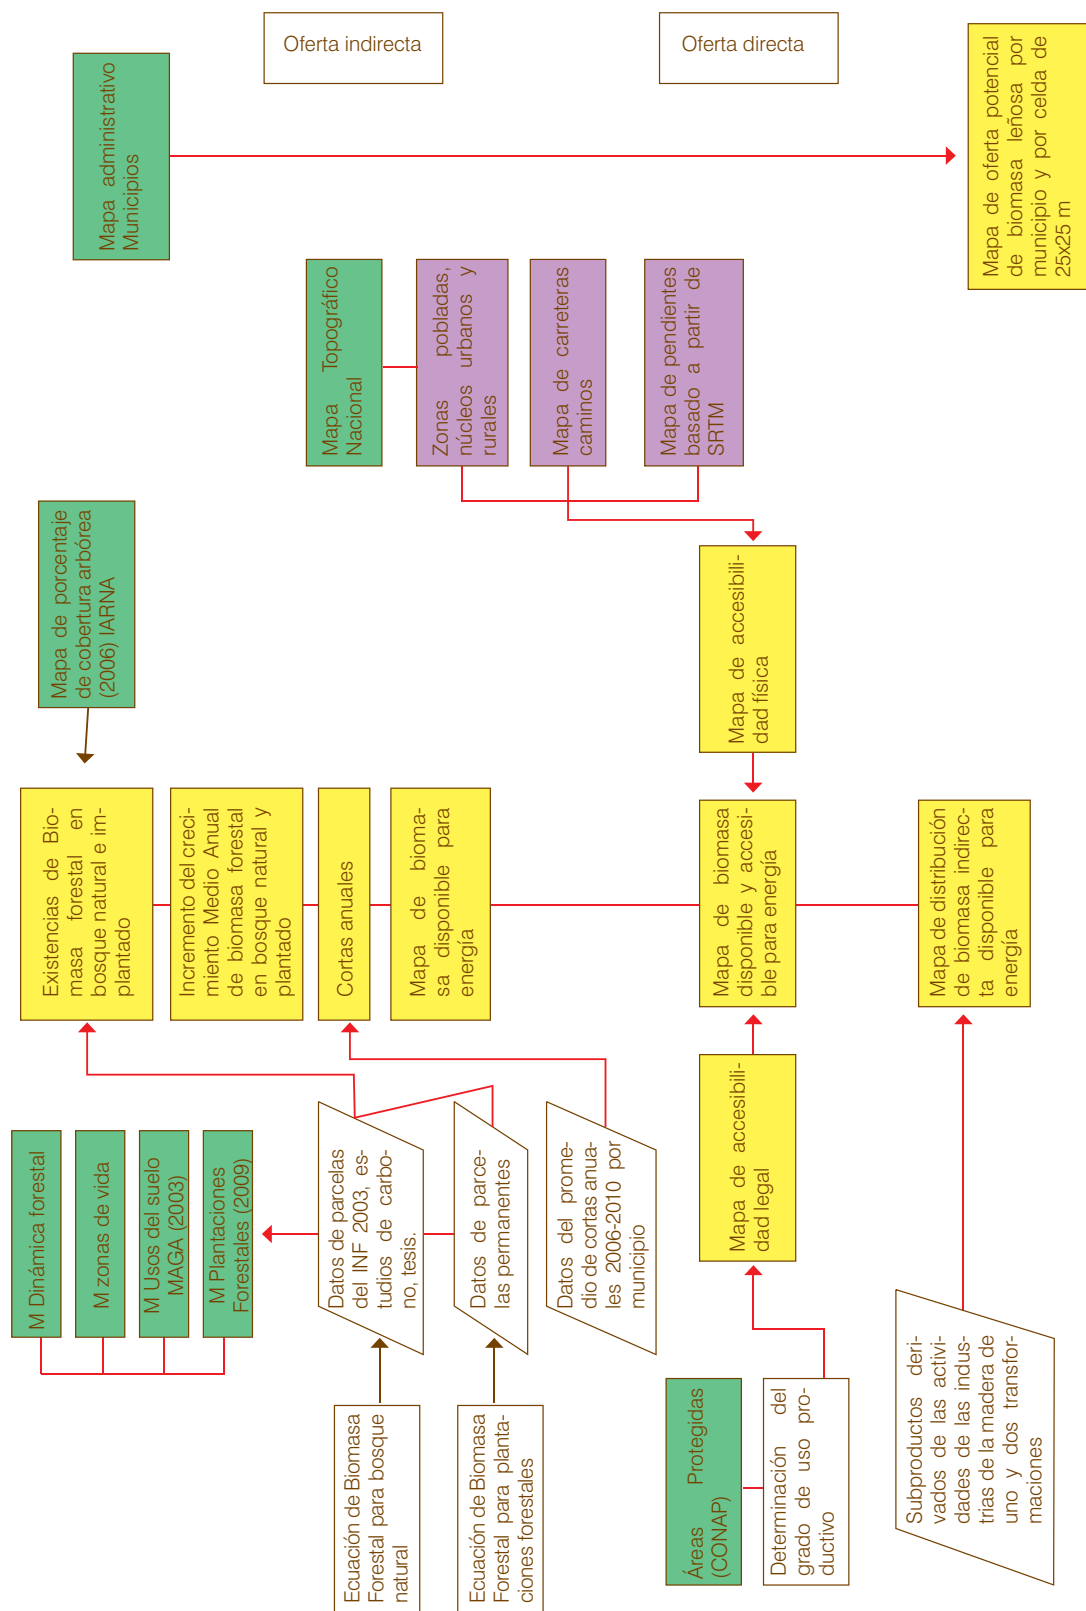 M Dinámica forestal
M zonas de vida
M Usos del suelo
MAGA (2003)
M Plantaciones
Forestales (2009)
Ecuación de Biomasa
Forestal para bosque
natural
Ecuación de Biomasa
Forestal para planta-
ciones forestales
Datos de parcelas
del INF 2003, es-
tudios de carbo-
no, tesis.
Datos de parce-
las permanentes
Datos del prome-
dio de cortas anua-
les 2006-2010 por
municipio
Áreas Protegidas
(CONAP)
Determinación del
grado de uso pro-
ductivo
Subproductos deri-
vados de las activi-
dades de las indus-
trias de la madera de
uno y dos transfor-
maciones
Existencias de Bio-
masa forestal en
bosque natural e im-
plantado
Incremento del creci-
miento Medio Anual
de biomasa forestal
en bosque natural y
plantado
Cortas anuales
Mapa de bioma-
sa disponible para
energía
Mapa de accesibili-
dad legal
Mapa de biomasa
disponible y accesi-
ble para energía
Mapa de distribución
de biomasa indirec-
ta disponible para
energía
Mapa de porcentaje
de cobertura arbórea
(2006) IARNA
Mapa de accesibili-
dad física
Mapa Topográfico
Nacional
Zonas pobladas,
núcleos urbanos y
rurales
Mapa de carreteras
caminos
Mapa de pendientes
basado a partir de
SRTM
Mapa administrativo
Municipios
Oferta indirecta
Oferta directa
Mapa de oferta potencial
de biomasa leñosa por
municipio y por celda de
25x25 m